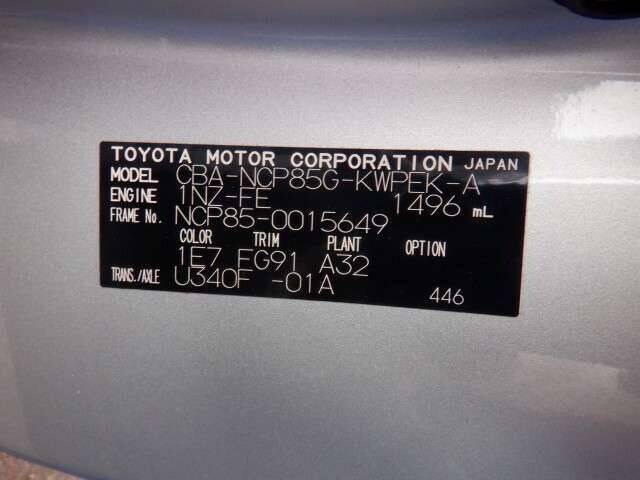 TOYOTA MOTOR CORPORATION JAPAN
MODEL CBA-NCP85G-KWPEK-A
ENGINE 1NZ-FE 1496 mL
FRAME No. NCP85-0015649
COLOR TRIM PLANT OPTION
1E7 FG91 A32
TRANS./AXLE U340F -01A 446